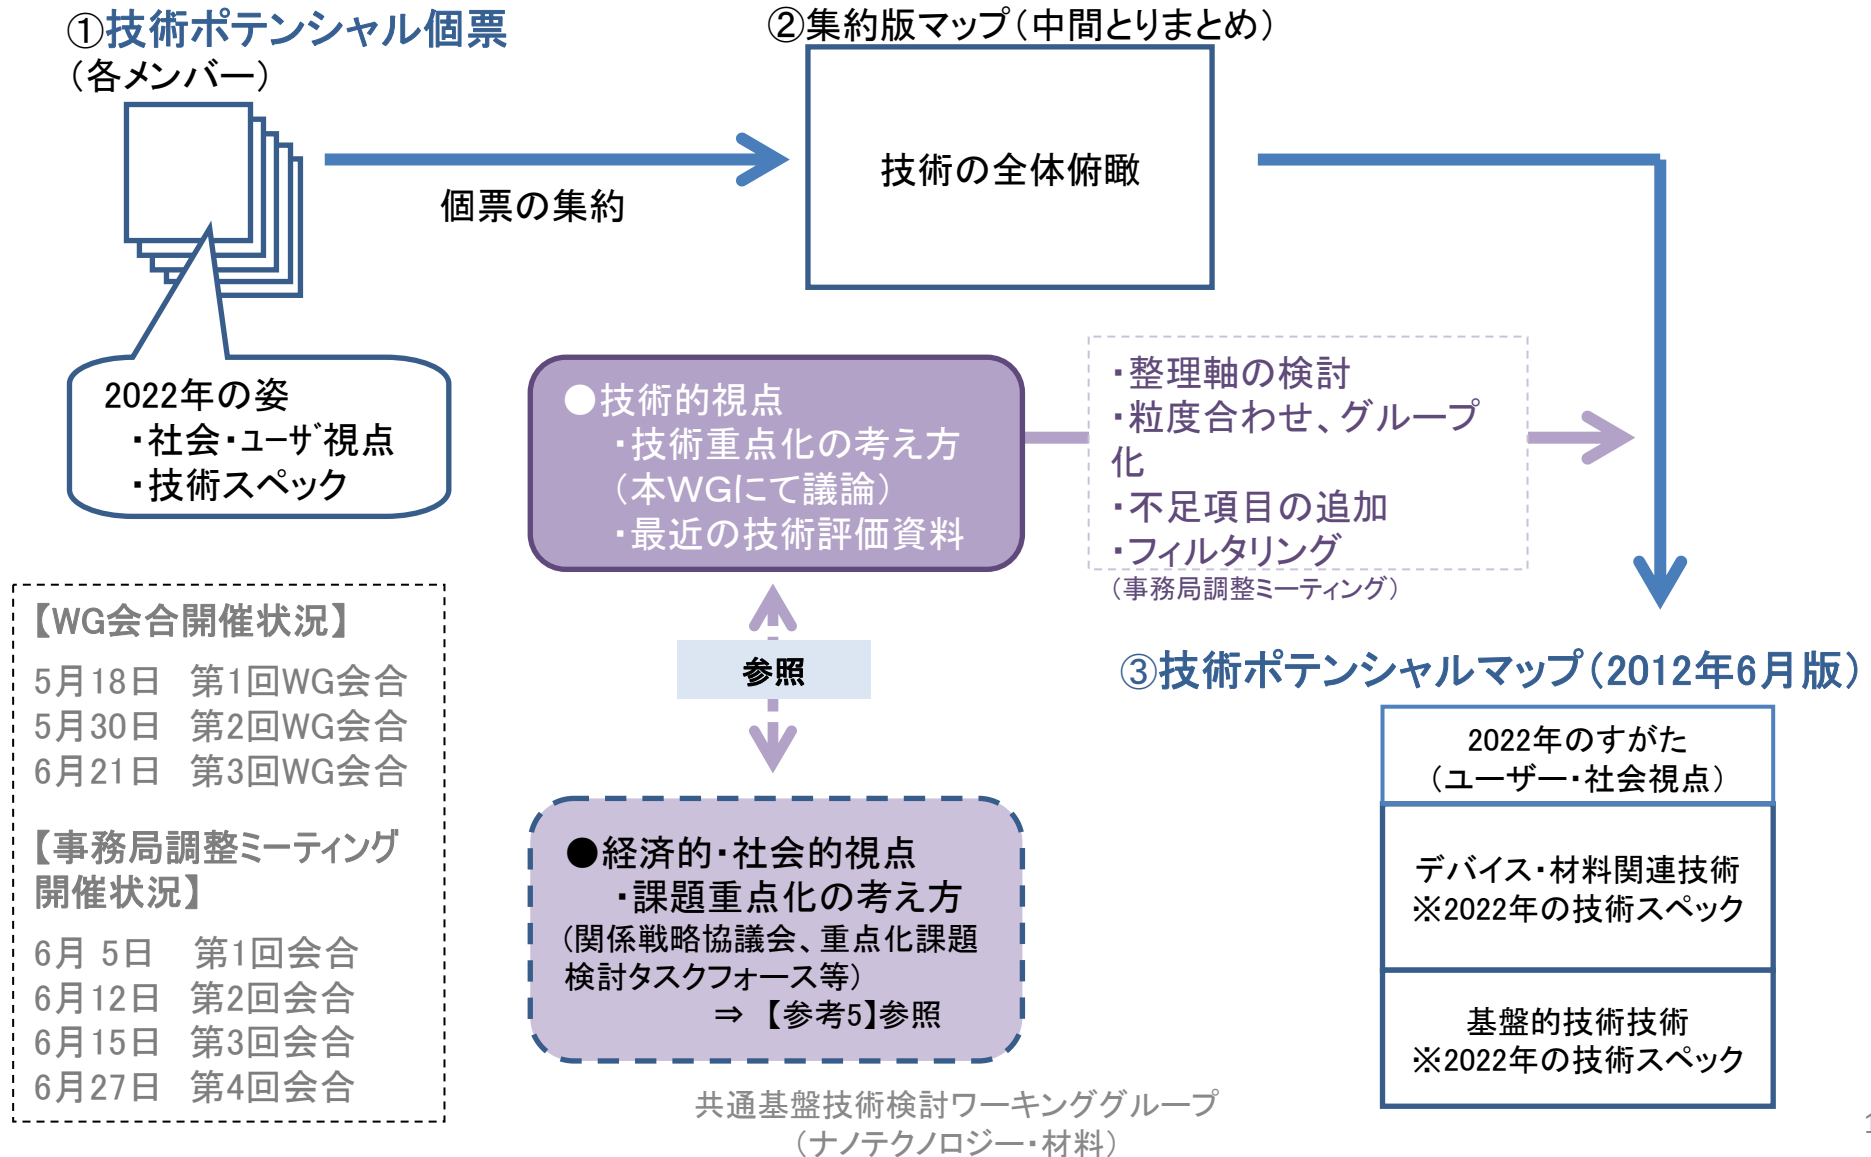 ①技術ポテンシャル個票
（各メンバー）
②集約版マップ（中間とりまとめ）
個票の集約
技術の全体俯瞰
2022年の姿
・社会・ユーザ視点
・技術スペック
●技術的視点
・技術重点化の考え方
（本WGにて議論）
・最近の技術評価資料
・整理軸の検討
・粒度合わせ、グループ
化
・不足項目の追加
・フィルタリング
（事務局調整ミーティング）
参照
●経済的・社会的視点
・課題重点化の考え方
（関係戦略協議会、重点化課題
検討タスクフォース等）
⇒ 【参考5】参照
【WG会合開催状況】
5月18日 第1回WG会合
5月30日 第2回WG会合
6月21日 第3回WG会合
【事務局調整ミーティング
開催状況】
6月 5日 第1回会合
6月12日 第2回会合
6月15日 第3回会合
6月27日 第4回会合
③技術ポテンシャルマップ（2012年6月版）
2022年のすがた
（ユーザー・社会視点）
デバイス・材料関連技術
※2022年の技術スペック
基盤的技術技術
※2022年の技術スペック
共通基盤技術検討ワーキンググループ
（ナノテクノロジー・材料）